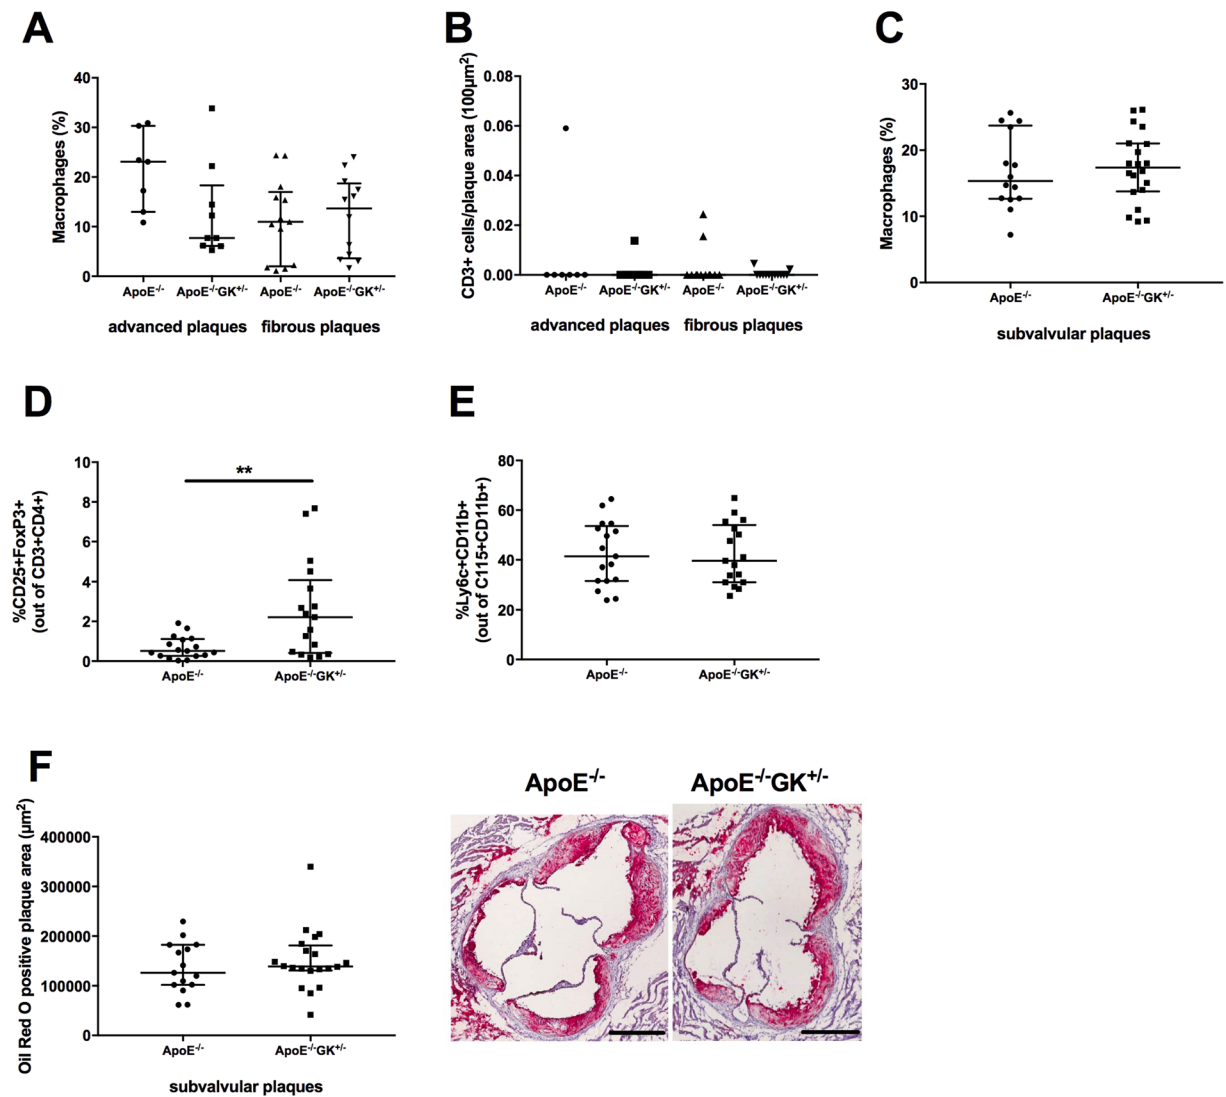 A
Macrophages (%)
40
30
20
10
0
ApoE-/-
ApoE-/-GK+/-
ApoE-/-
ApoE-/-GK+/-
advanced plaques
fibrous plaques
B
CD3+ cells/plaque area (100µm²)
0.08
0.06
0.04
0.02
0.00
ApoE-/-
ApoE-/-GK+/-
ApoE-/-
ApoE-/-GK+/-
advanced plaques
fibrous plaques
C
Macrophages (%)
30
20
10
0
ApoE-/-
ApoE-/-GK+/-
subvalvular plaques
D
%CD25+FoxP3+
(out of CD3+CD4+)
10
8
6
4
2
0
**
ApoE-/-
ApoE-/-GK+/-
E
%Ly6c+CD11b+
(out of C115+CD11b+)
80
60
40
20
0
ApoE-/-
ApoE-/-GK+/-
F
Oil Red O positive plaque area (µm²)
400000
300000
200000
100000
0
ApoE-/-
ApoE-/-GK+/-
subvalvular plaques
ApoE-/-
ApoE-/-GK+/-